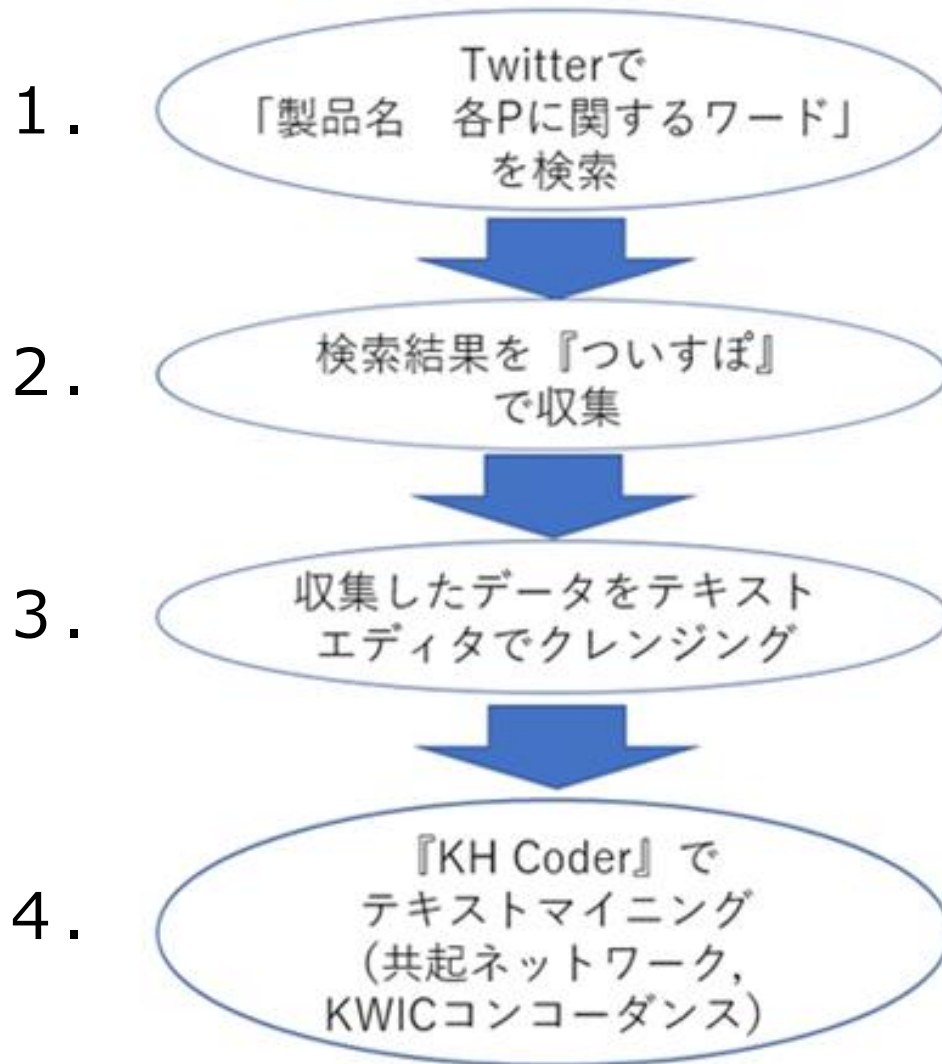 1.
Twitterで
「製品名　各Pに関するワード」
を検索
2.
検索結果を『ついすぽ』
で収集
3.
収集したデータをテキスト
エディタでクレンジング
4.
『KH Coder』で
テキストマイニング
(共起ネットワーク,
KWICコンコーダンス)